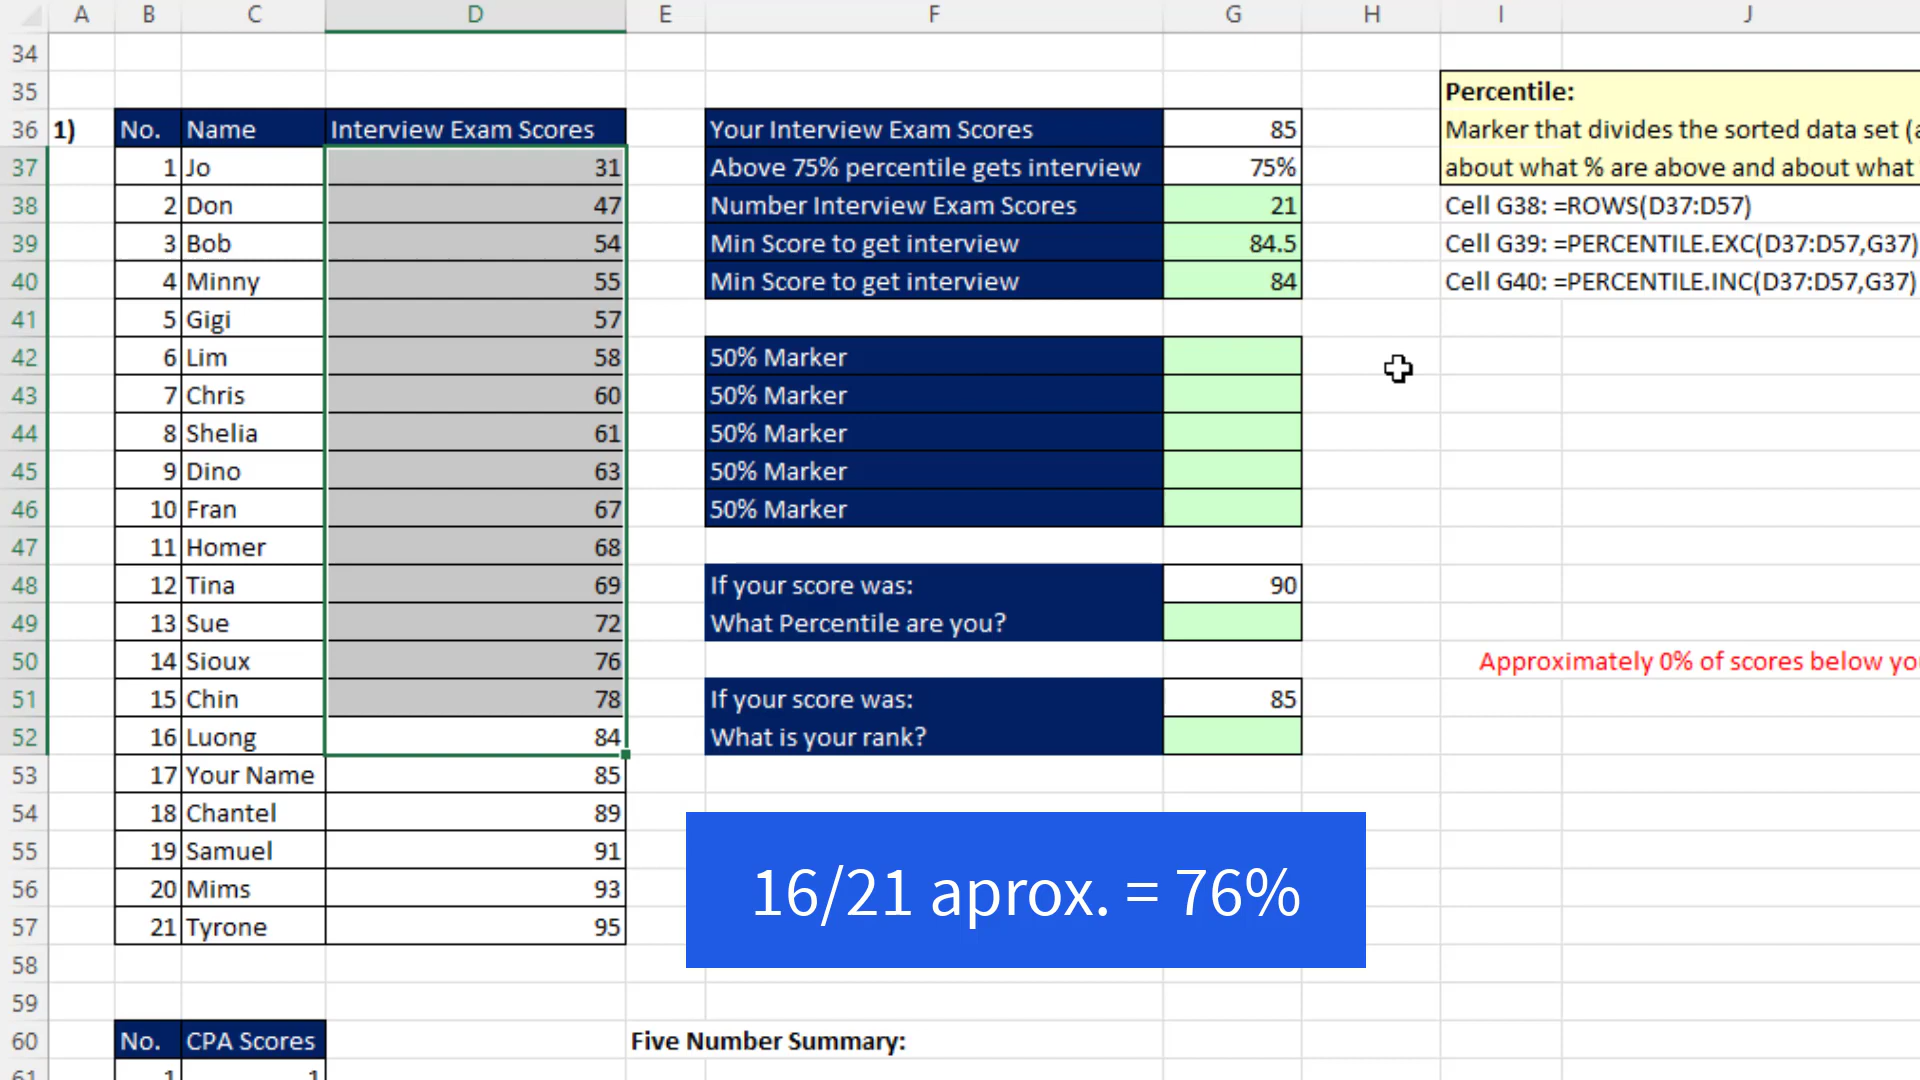 A B C D E F G H I J
34
35 Percentile:
36 1) No. Name Interview Exam Scores Your Interview Exam Scores 85 Marker that divides the sorted data set (a
37 1 Jo 31 Above 75% percentile gets interview 75% about what % are above and about what
38 2 Don 47 Number Interview Exam Scores 21 Cell G38: =ROWS(D37:D57)
39 3 Bob 54 Min Score to get interview 84.5 Cell G39: =PERCENTILE.EXC(D37:D57,G37)
40 4 Minny 55 Min Score to get interview 84 Cell G40: =PERCENTILE.INC(D37:D57,G37)
41 5 Gigi 57
42 6 Lim 58 50% Marker
43 7 Chris 60 50% Marker
44 8 Shelia 61 50% Marker
45 9 Dino 63 50% Marker
46 10 Fran 67 50% Marker
47 11 Homer 68
48 12 Tina 69 If your score was: 90
49 13 Sue 72 What Percentile are you?
50 14 Sioux 76 Approximately 0% of scores below yo
51 15 Chin 78 If your score was: 85
52 16 Luong 84 What is your rank?
53 17 Your Name 85
54 18 Chantel 89
55 19 Samuel 91
56 20 Mims 93
57 21 Tyrone 95
16/21 aprox. = 76%
58
59
60 No. CPA Scores Five Number Summary:
61 1 1